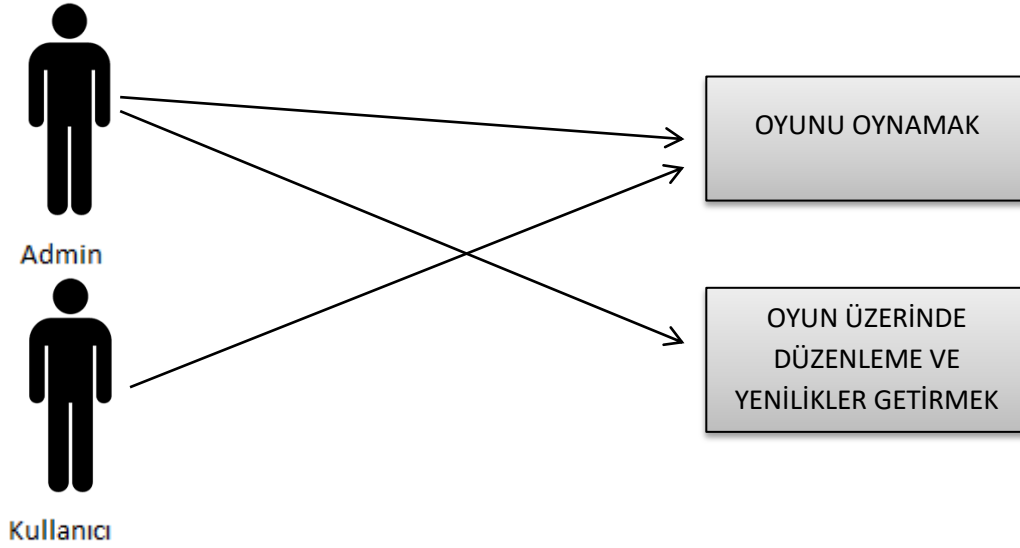 Admin
Kullanıcı
OYUNU OYNAMAK
OYUN ÜZERİNDE
DÜZENLEME VE
YENİLİKLER GETİRMEK